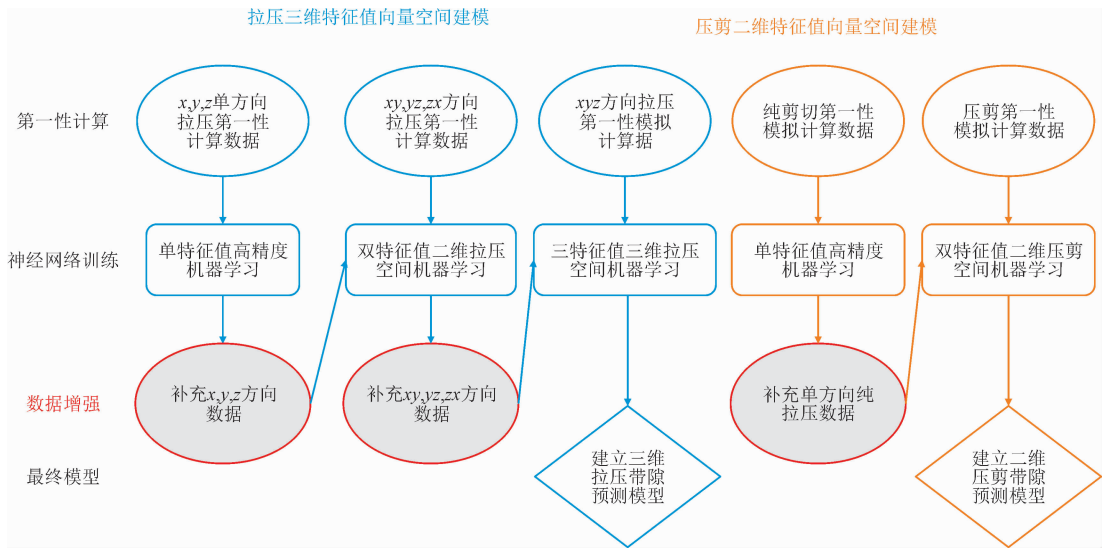 拉压三维特征值向量空间建模
压剪二维特征值向量空间建模
第一性计算
x,y,z单方向
拉压第一性
计算数据
xy,yz,zx方向
拉压第一性
计算数据
xyz方向拉压
第一性模拟
计算据
纯剪切第一性
模拟计算数据
压剪第一性
模拟计算数据
神经网络训练
单特征值高精度
机器学习
双特征值二维拉压
空间机器学习
三特征值三维拉压
空间机器学习
单特征值高精度
机器学习
双特征值二维压剪
空间机器学习
数据增强
补充x,y,z方向
数据
补充xy,yz,zx方向
数据
补充单方向纯
拉压数据
最终模型
建立三维
拉压带隙
预测模型
建立二维
压剪带隙
预测模型